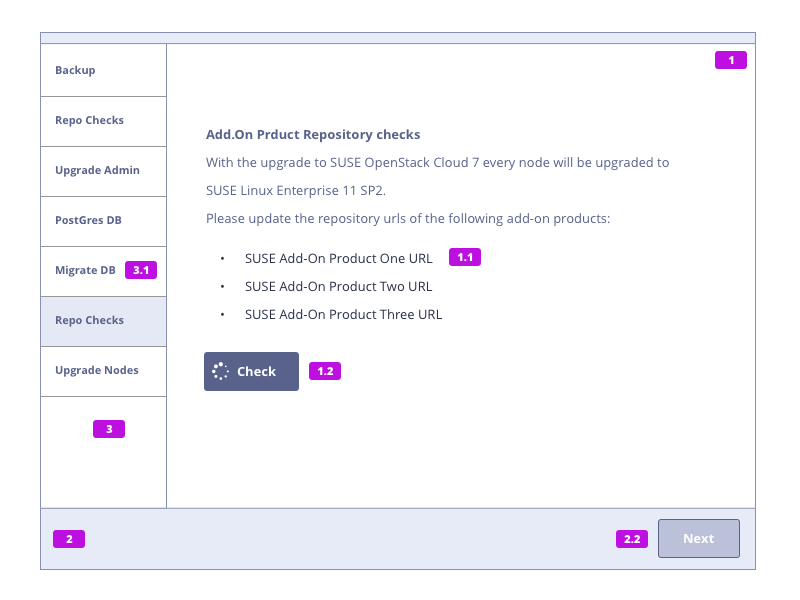 Backup
Repo Checks
Upgrade Admin
PostGres DB
Migrate DB 3.1
Repo Checks
Upgrade Nodes
3
1
Add.On Prduct Repository checks
With the upgrade to SUSE OpenStack Cloud 7 every node will be upgraded to
SUSE Linux Enterprise 11 SP2.
Please update the repository urls of the following add-on products:
• SUSE Add-On Product One URL 1.1
• SUSE Add-On Product Two URL
• SUSE Add-On Product Three URL
Check 1.2
2
2.2 Next